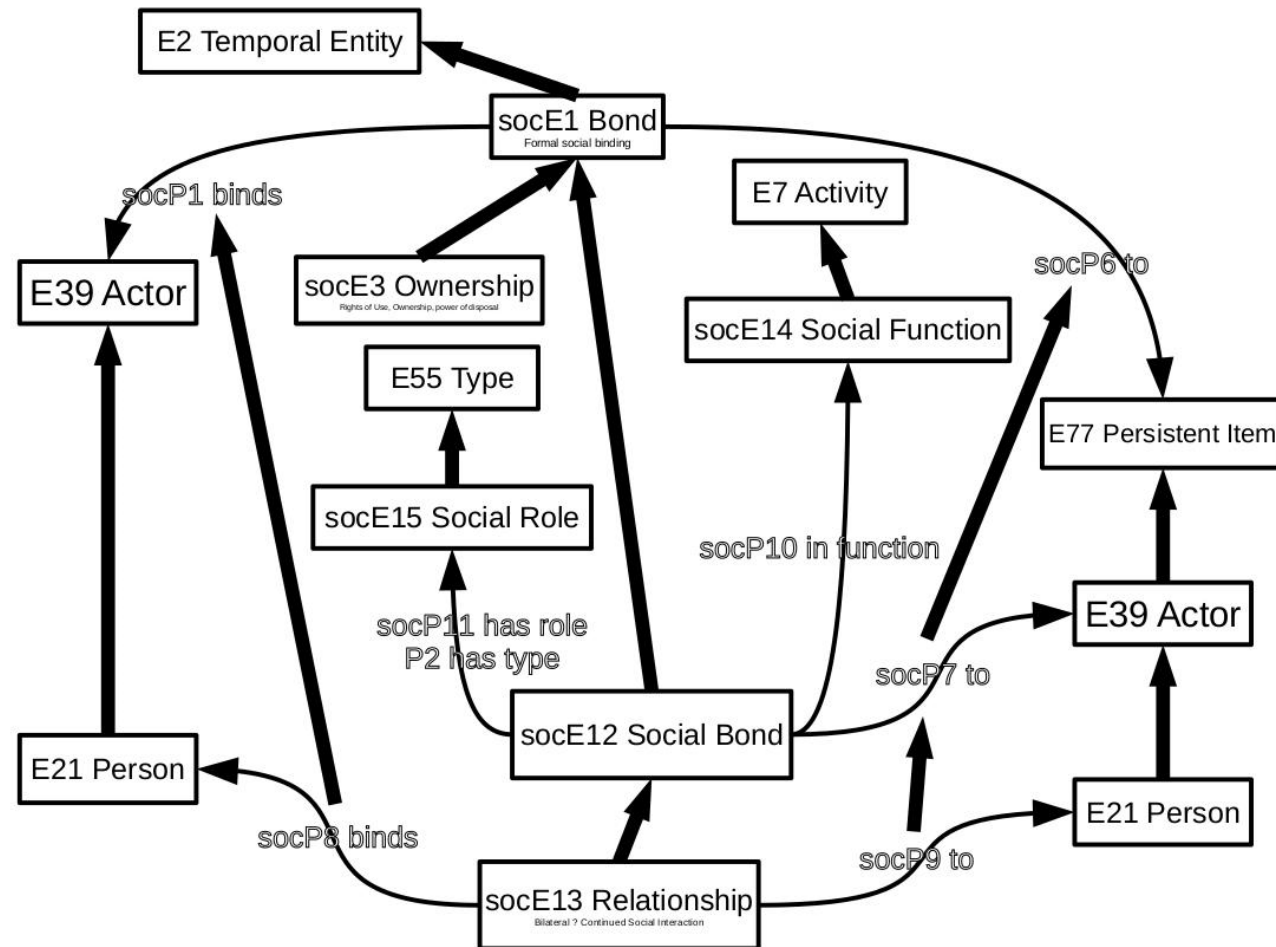 E2 Temporal Entity
socE1 Bond
Formal social binding
socP1 binds
E7 Activity
E39 Actor
socE3 Ownership
Rights of Use, Ownership, power of disposal
socP6 to
socE14 Social Function
E55 Type
E77 Persistent Item
socE15 Social Role
socP10 in function
socP11 has role
P2 has type
E39 Actor
socP7 to
socE12 Social Bond
E21 Person
E21 Person
socP8 binds
socP9 to
socE13 Relationship
Bilateral ? Continued Social Interaction